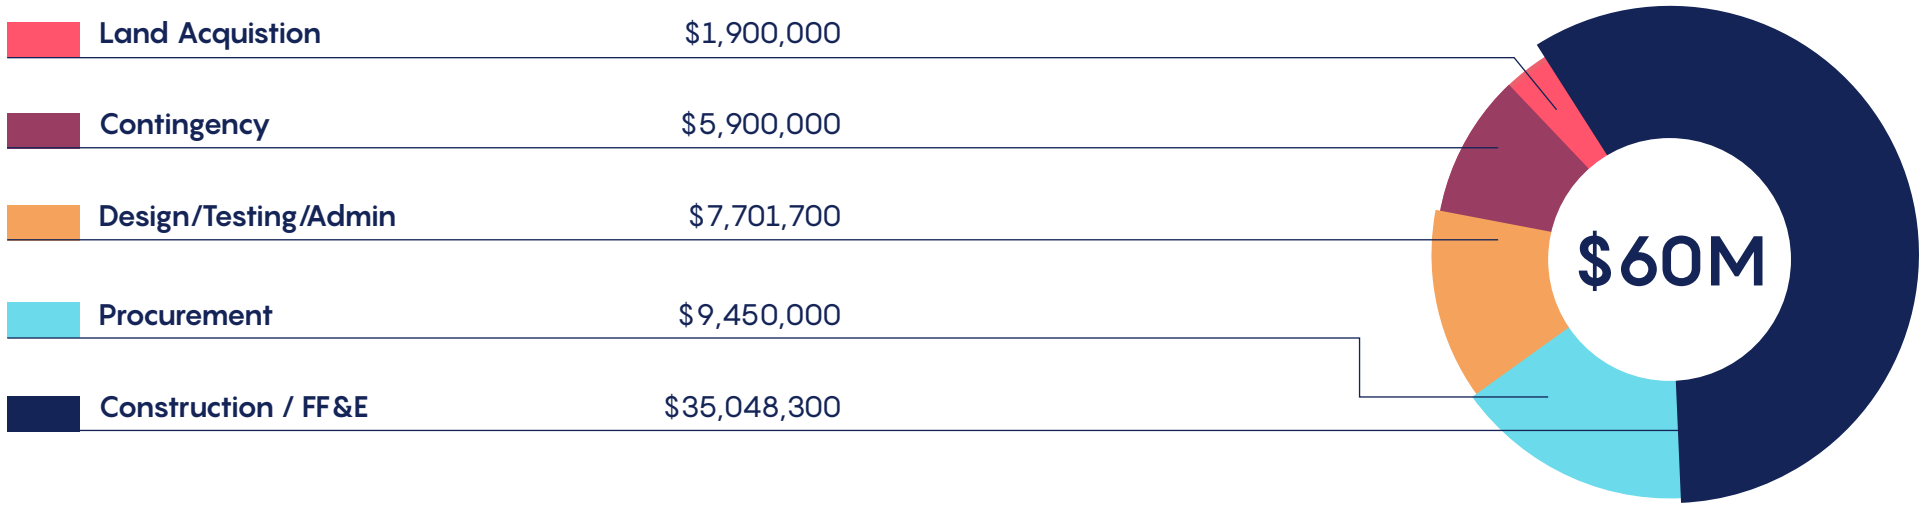 Land Acquistion $1,900,000
Contingency $5,900,000
Design/Testing/Admin $7,701,700
Procurement $9,450,000
Construction / FF&E $35,048,300
$60M